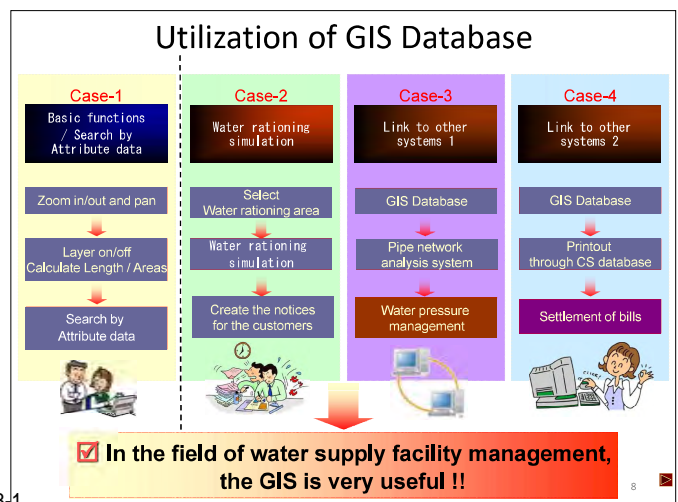 Utilization of GIS Database
Case-1
Basic functions
/ Search by
Attribute data
Zoom in/out and pan
Layer on/off
Calculate Length / Areas
Search by
Attribute data
Case-2
Water rationing
simulation
Select
Water rationing area
Water rationing
simulation
Create the notices
for the customers
Case-3
Link to other
systems 1
GIS Database
Pipe network
analysis system
Water pressure
management
Case-4
Link to other
systems 2
GIS Database
Printout
through CS database
Settlement of bills
In the field of water supply facility management,
the GIS is very useful !!
8